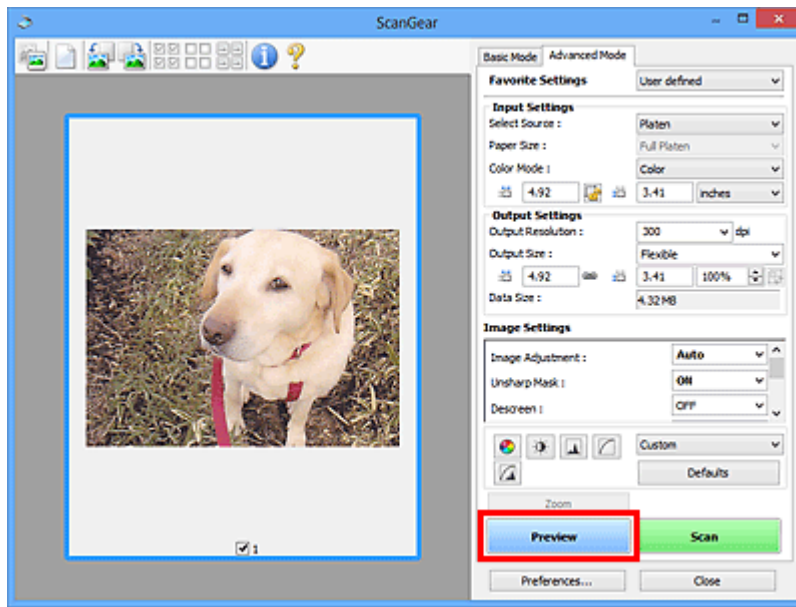 ScanGear
Basic Mode Advanced Mode
Favorite Settings User defined
Input Settings
Select Source : Platen
Paper Size : Full Platen
Color Mode : Color
4.92 3.41 inches
Output Settings
Output Resolution : 300 dpi
Output Size : Flexible
4.92 3.41 100%
Data Size : 4.32 MB
Image Settings
Image Adjustment : Auto
Unsharp Mask : ON
Descreen : OFF
Custom
Defaults
Zoom
Preview Scan
1
Preferences... Close